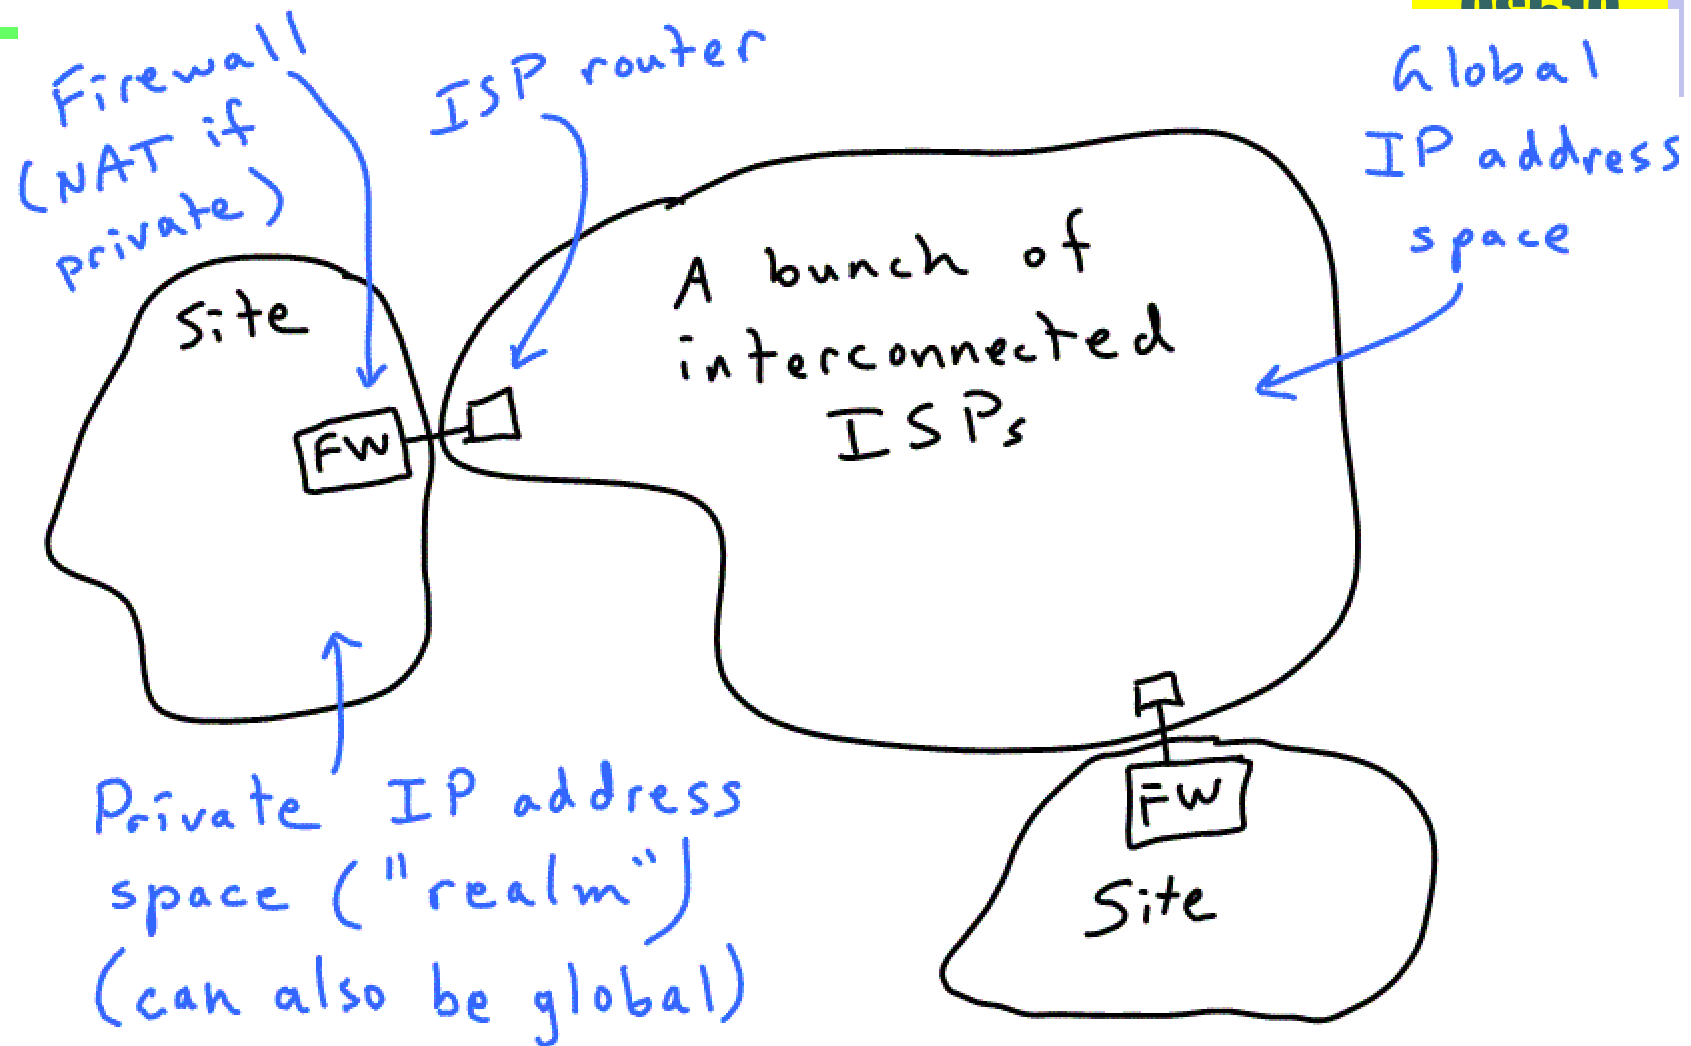 Firewall
(NAT if
private)
ISP router
Global
IP address
space
Site
A bunch of
interconnected
ISPs
FW
FW
Site
Private IP address
space ("realm")
(can also be global)